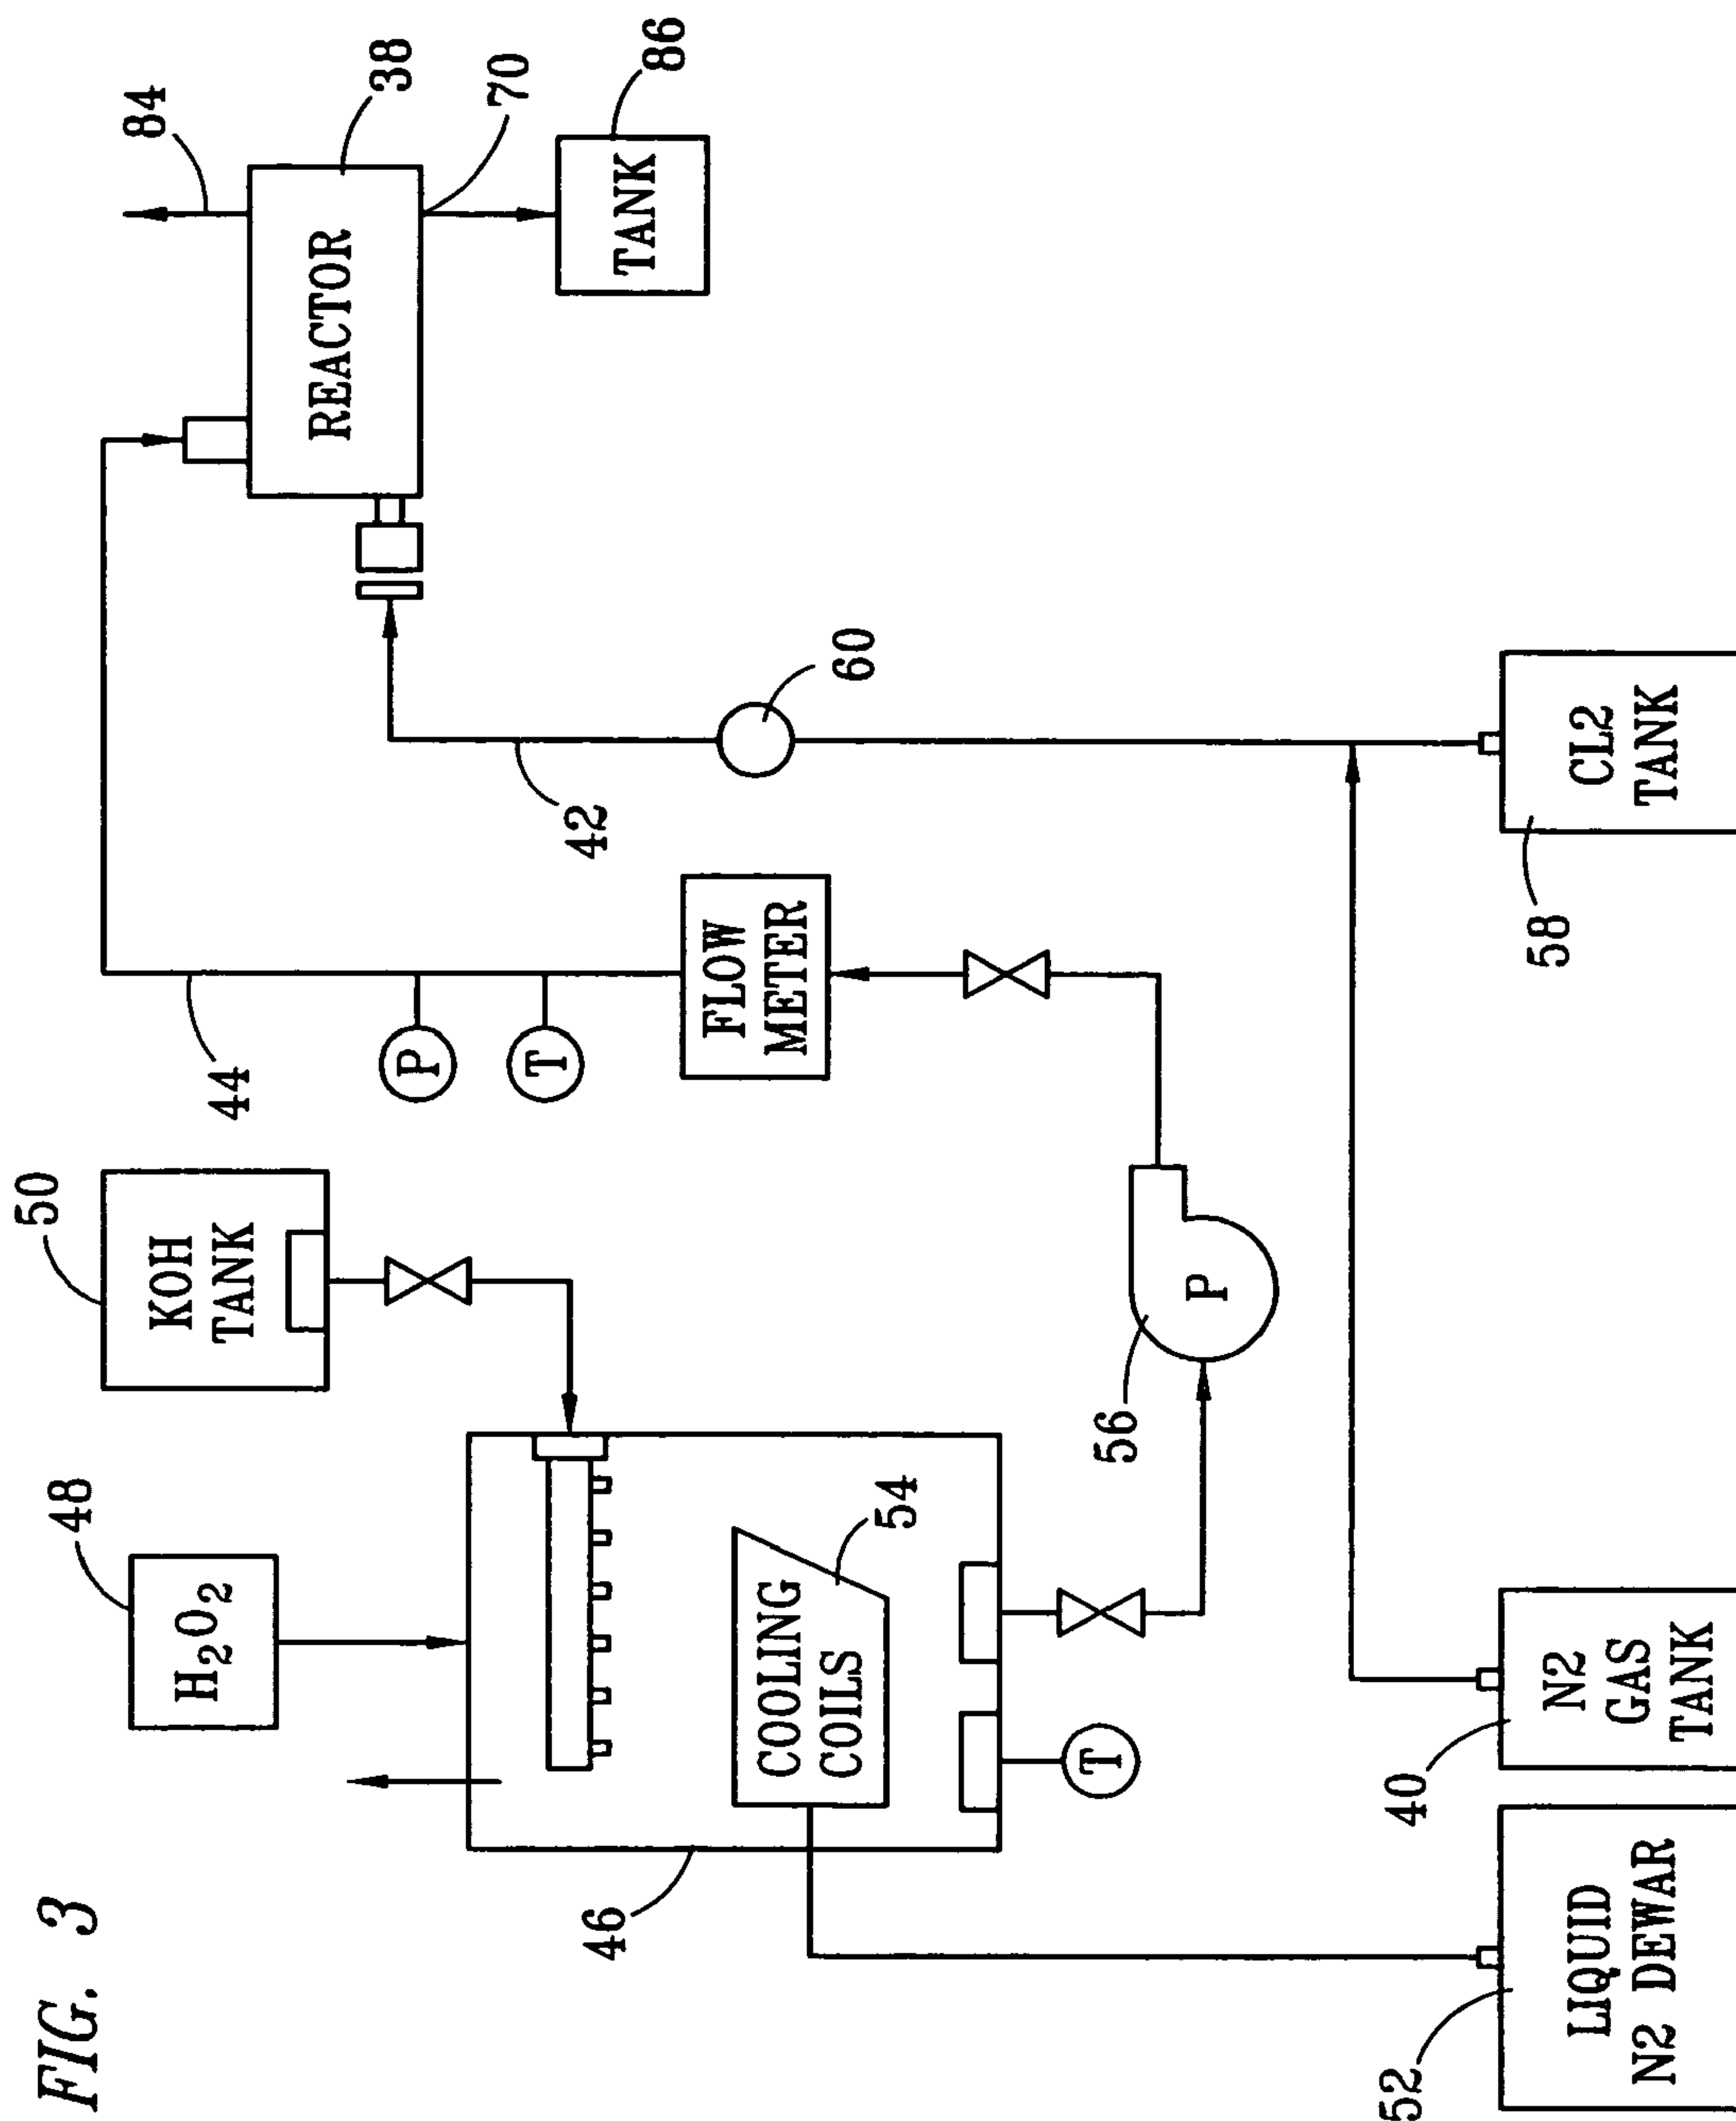 FIG. 3
48
H₂O₂
50
KOH
TANK
44
P
T
FLOW
METER
84
REACTOR
38
70
TANK
86
46
COOLING
COILS
54
T
56
P
42
60
52
LIQUID
N2 DEWAR
40
N2
GAS
TANK
58
CL2
TANK